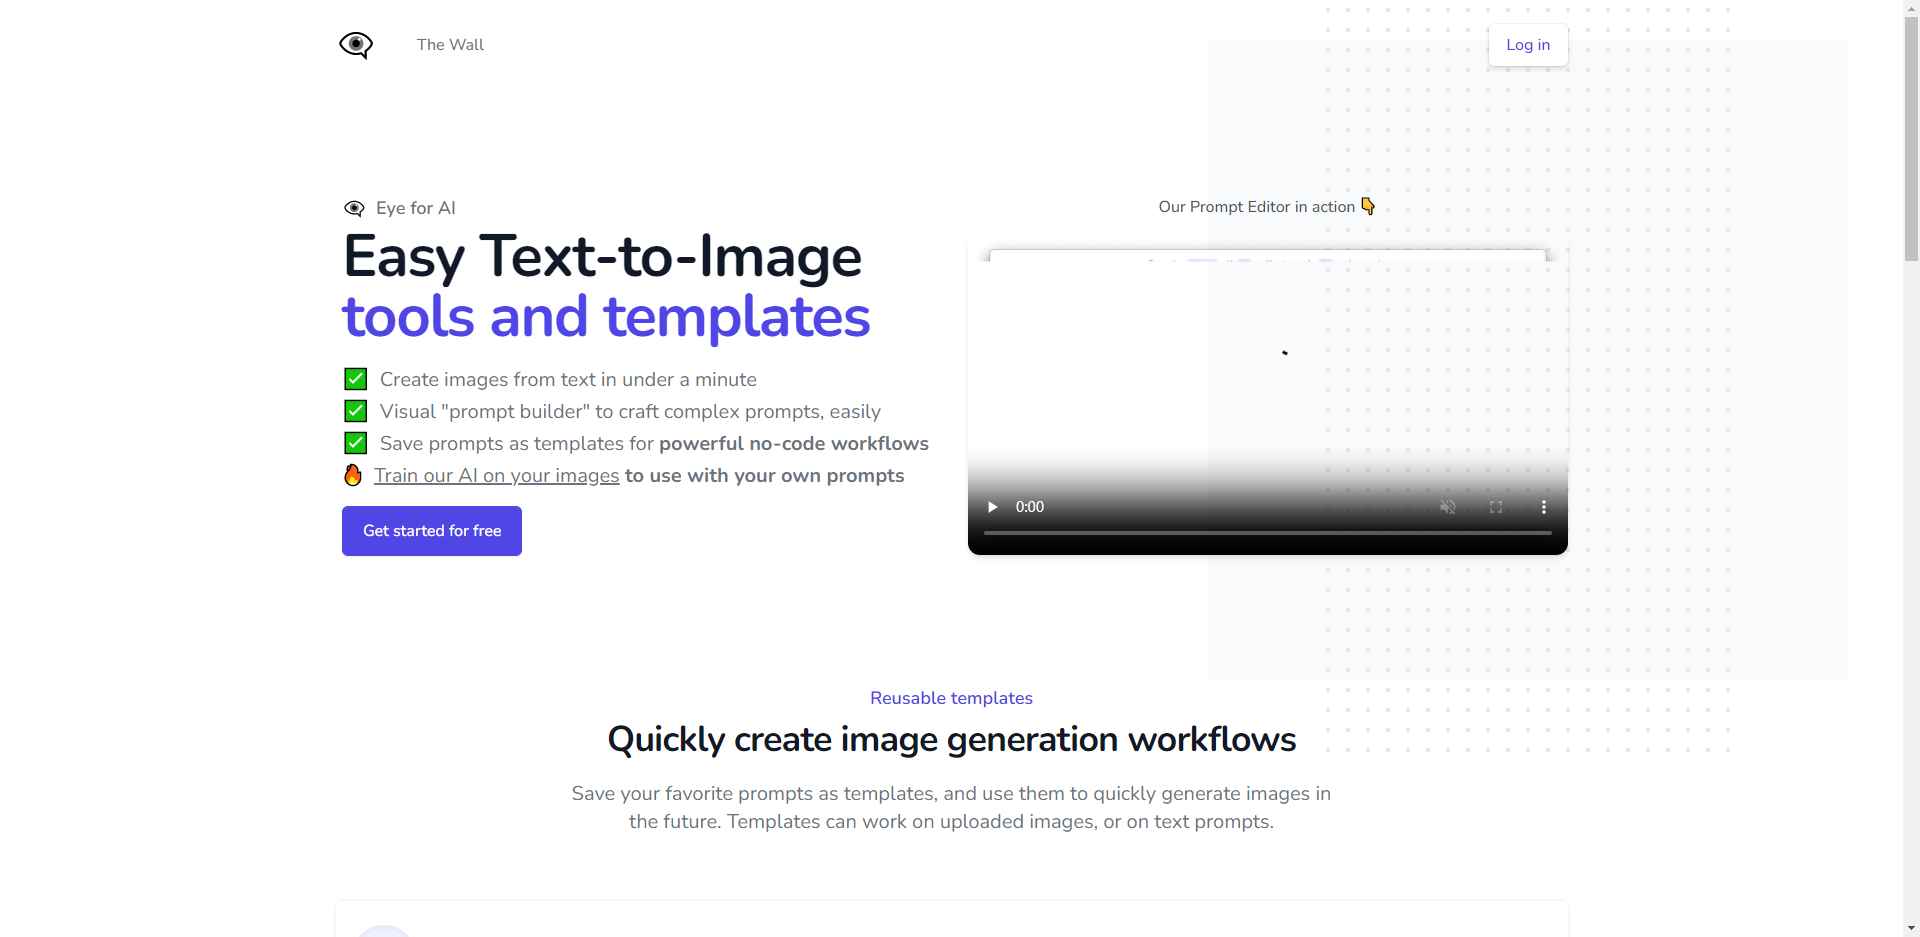 The Wall
Log in
Eye for AI
Easy Text-to-Image
tools and templates
Create images from text in under a minute
Visual "prompt builder" to craft complex prompts, easily
Save prompts as templates for powerful no-code workflows
Train our AI on your images to use with your own prompts
Get started for free
Our Prompt Editor in action
0:00
Reusable templates
Quickly create image generation workflows
Save your favorite prompts as templates, and use them to quickly generate images in
the future. Templates can work on uploaded images, or on text prompts.